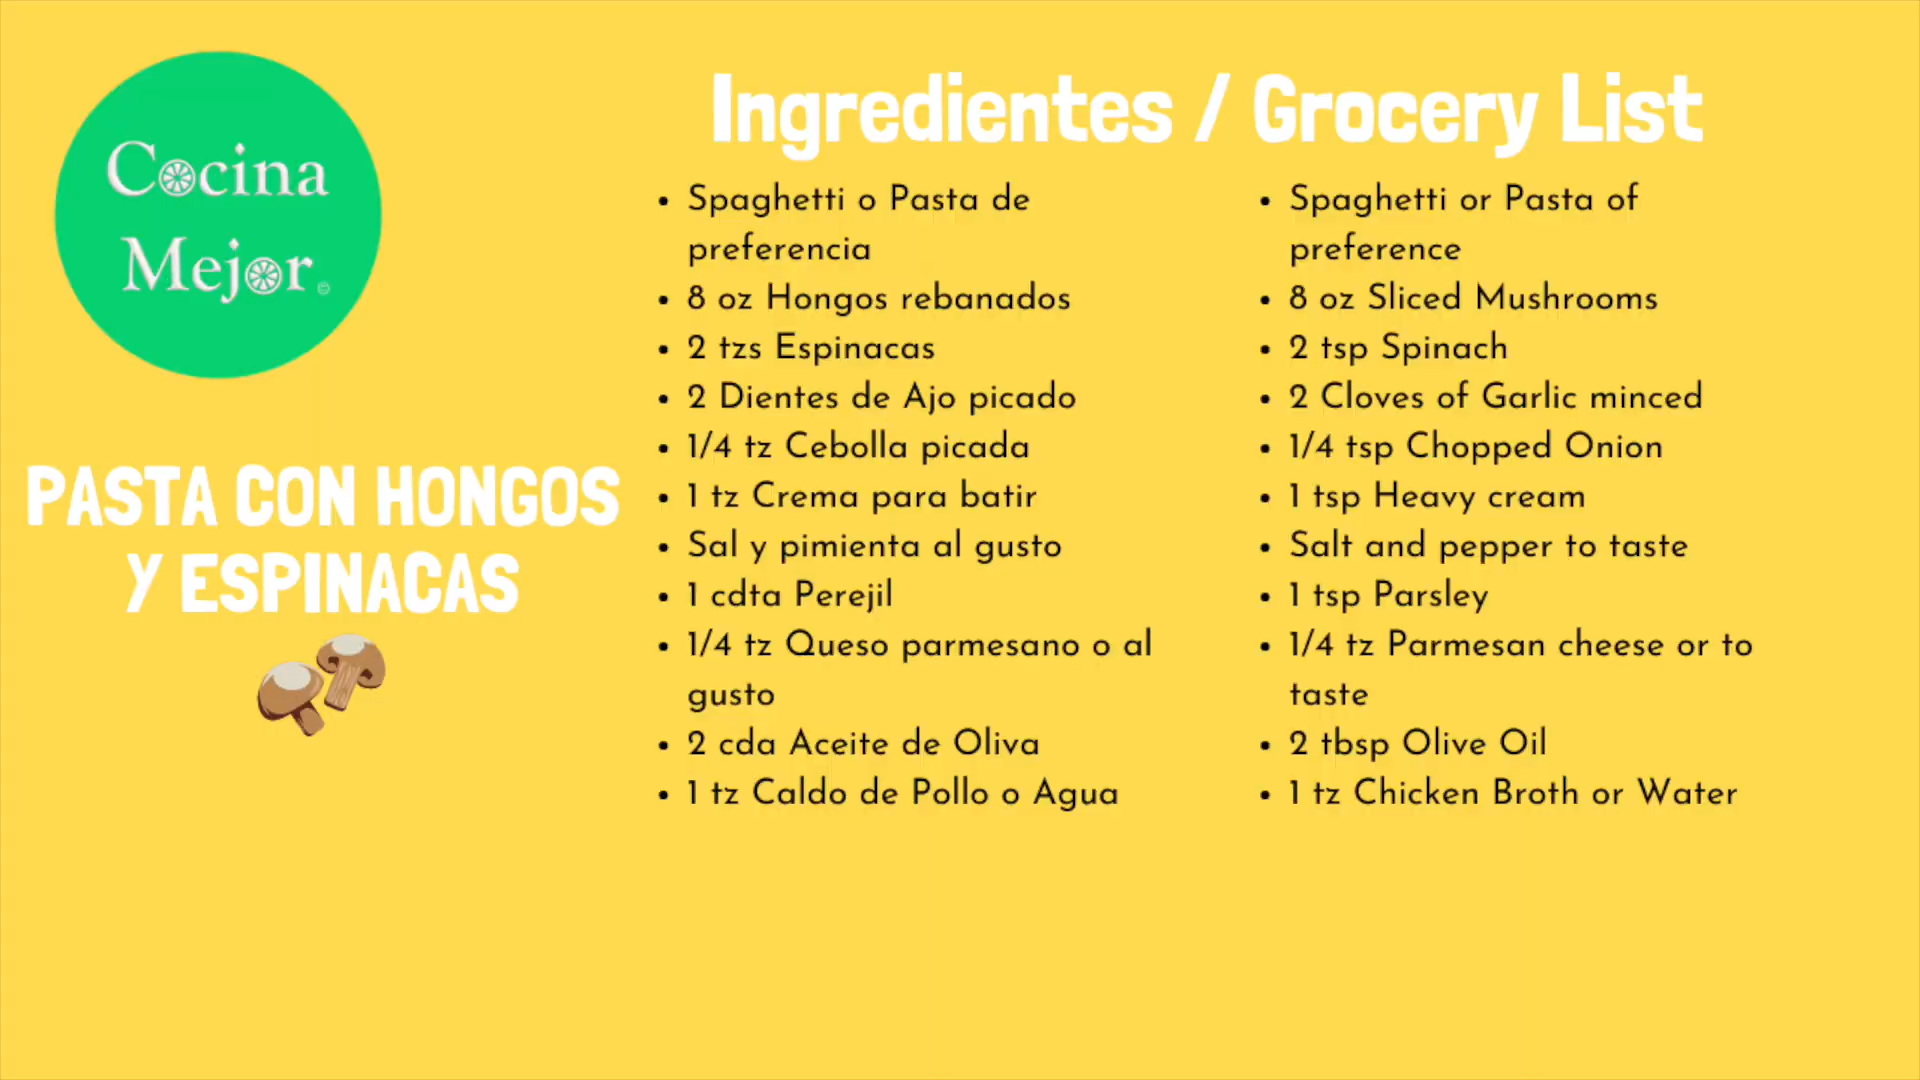 Cocina
Mejor
©
PASTA CON HONGOS
Y ESPINACAS
Ingredientes / Grocery List
• Spaghetti o Pasta de
preferencia
• 8 oz Hongos rebanados
• 2 tzs Espinacas
• 2 Dientes de Ajo picado
• 1/4 tz Cebolla picada
• 1 tz Crema para batir
• Sal y pimienta al gusto
• 1 cdta Perejil
• 1/4 tz Queso parmesano o al
gusto
• 2 cda Aceite de Oliva
• 1 tz Caldo de Pollo o Agua
• Spaghetti or Pasta of
preference
• 8 oz Sliced Mushrooms
• 2 tsp Spinach
• 2 Cloves of Garlic minced
• 1/4 tsp Chopped Onion
• 1 tsp Heavy cream
• Salt and pepper to taste
• 1 tsp Parsley
• 1/4 tz Parmesan cheese or to
taste
• 2 tbsp Olive Oil
• 1 tz Chicken Broth or Water